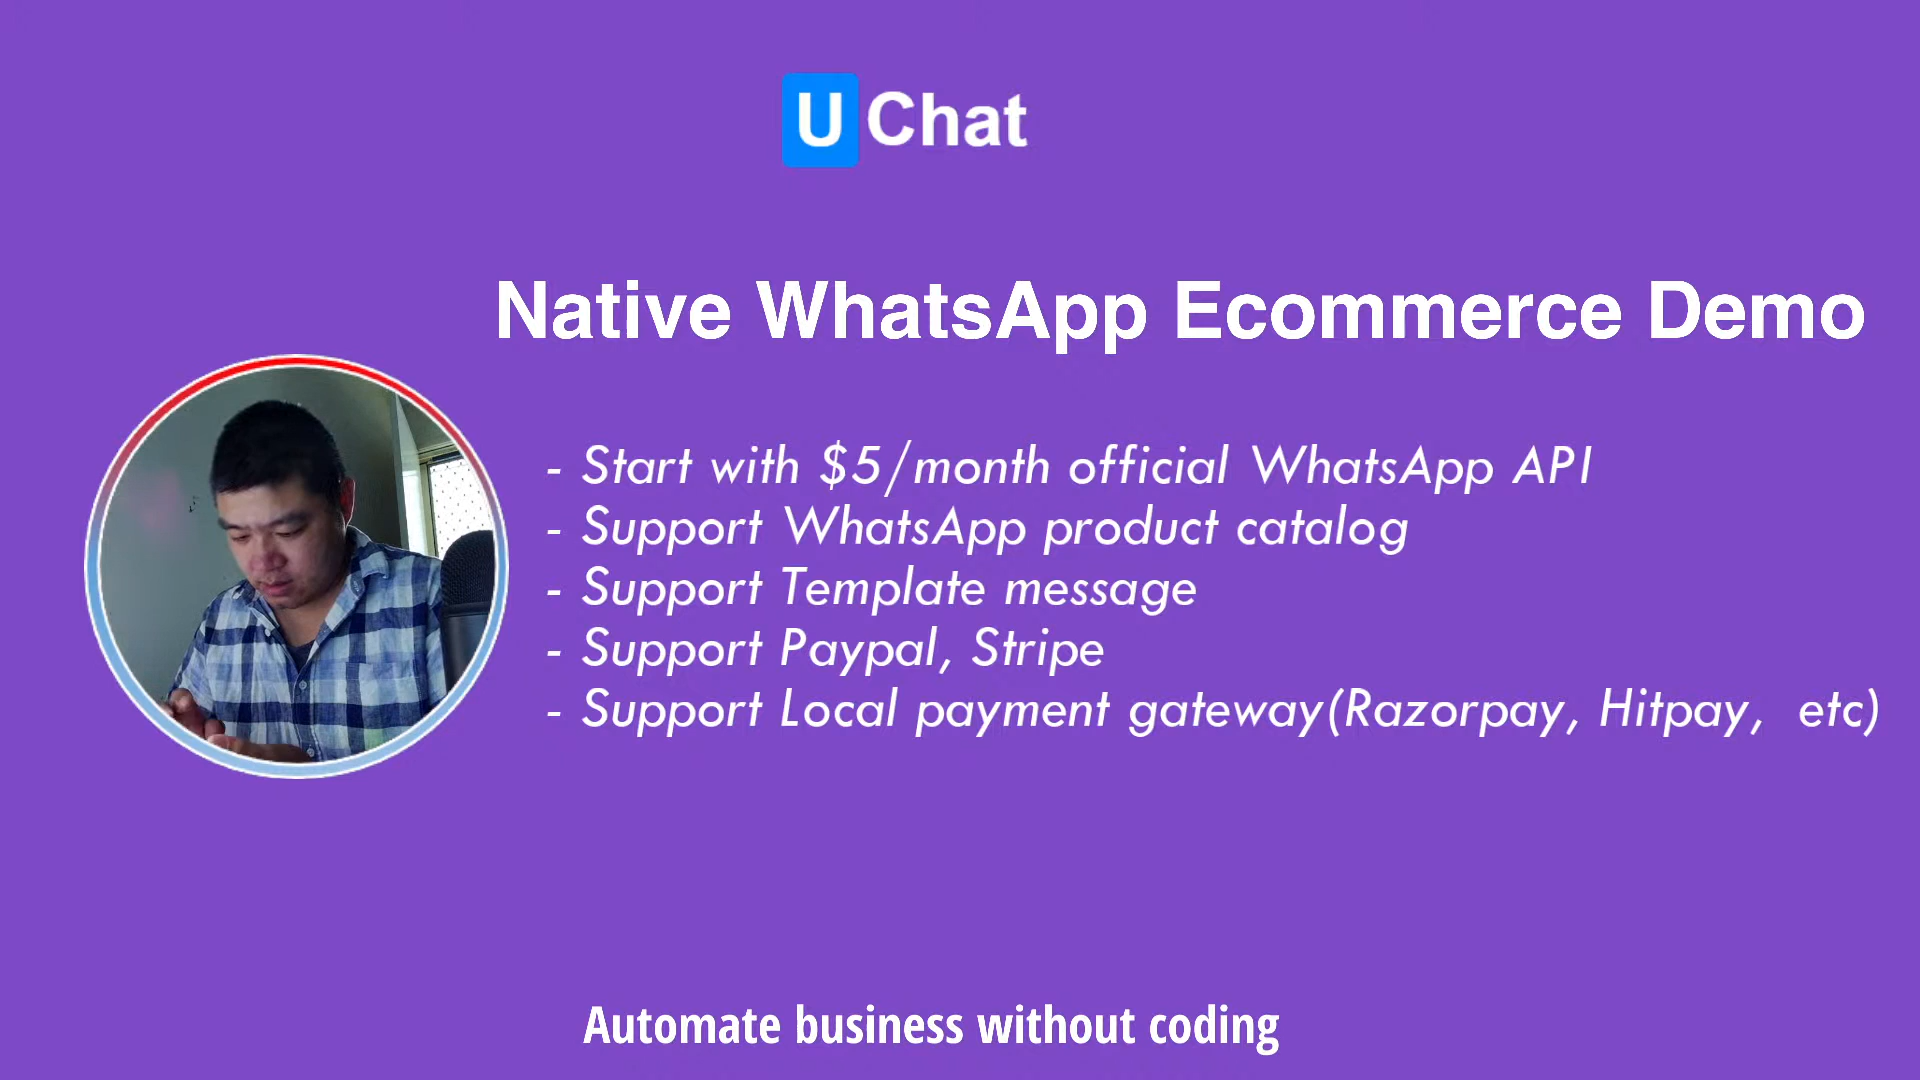 U Chat
Native WhatsApp Ecommerce Demo
- Start with $5/month official WhatsApp API
- Support WhatsApp product catalog
- Support Template message
- Support Paypal, Stripe
- Support Local payment gateway(Razorpay, Hitpay,  etc)
Automate business without coding